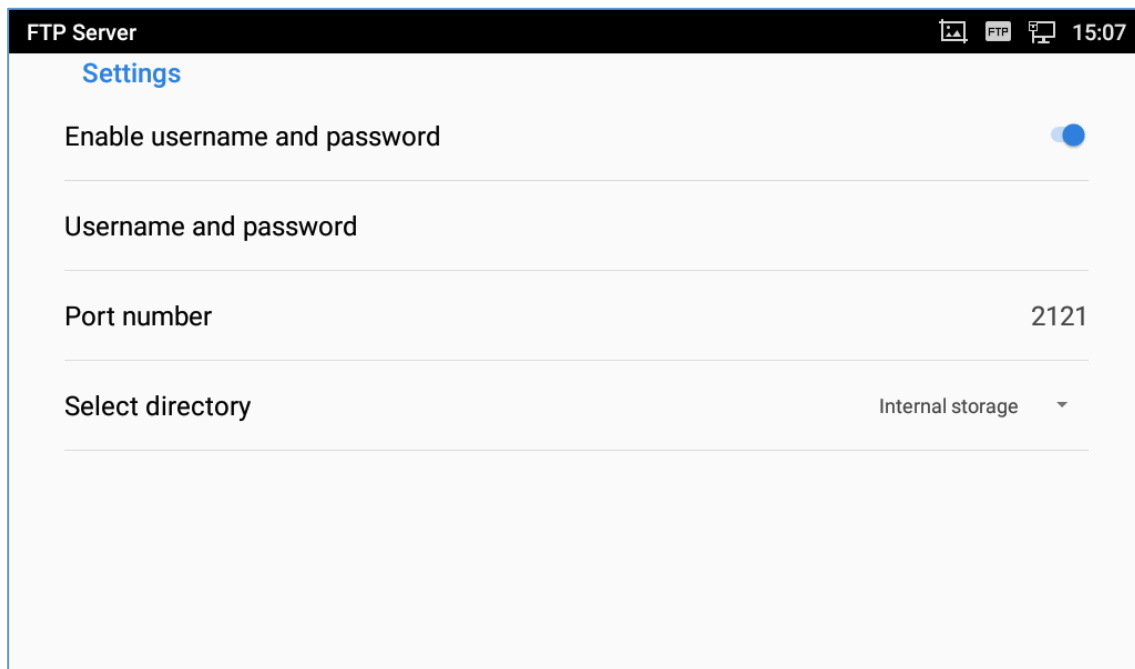 FTP Server FTP 15:07
Settings
Enable username and password
Username and password
Port number 2121
Select directory Internal storage